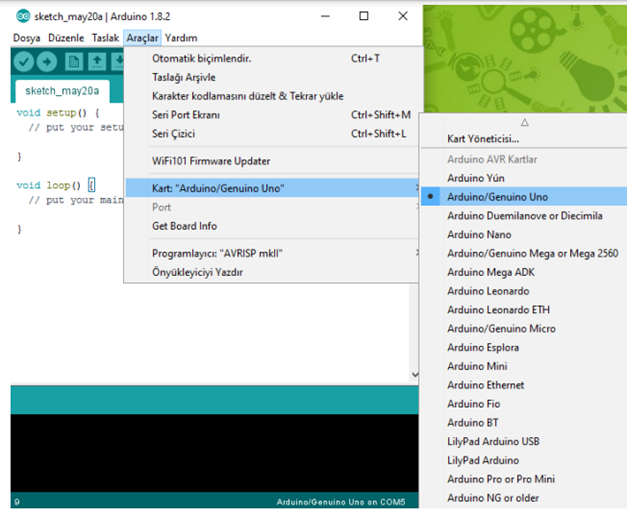 sketch_may20a | Arduino 1.8.2
Dosya Düzenle Taslak Araçlar Yardım
sketch_may20a
void setup() {
// put your setu
}
void loop() {
// put your main
}
Otomatik biçimlendir. Ctrl+T
Taslağı Arşivle
Karakter kodlamasını düzelt & Tekrar yükle
Seri Port Ekranı Ctrl+Shift+M
Seri Çizici Ctrl+Shift+L
WiFi101 Firmware Updater
Kart: "Arduino/Genuino Uno"
Port
Get Board Info
Programlayıcı: "AVRISP mkII"
Önyükleyiciyi Yazdır
Kart Yöneticisi...
Arduino AVR Kartlar
Arduino Yún
Arduino/Genuino Uno
Arduino Duemilanove or Diecimila
Arduino Nano
Arduino/Genuino Mega or Mega 2560
Arduino Mega ADK
Arduino Leonardo
Arduino Leonardo ETH
Arduino/Genuino Micro
Arduino Esplora
Arduino Mini
Arduino Ethernet
Arduino Fio
Arduino BT
LilyPad Arduino USB
LilyPad Arduino
Arduino Pro or Pro Mini
Arduino NG or older
9 Arduino/Genuino Uno on COM5